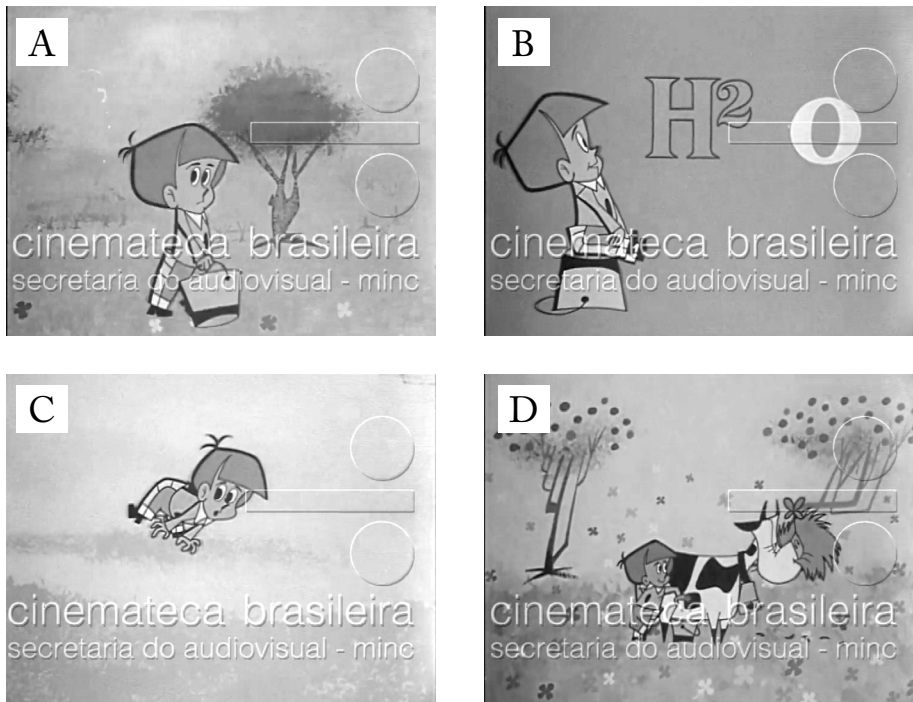 A
cinemateca brasileira
secretaria do audiovisual - minc
B
H2O
cinemateca brasileira
secretaria do audiovisual - minc
C
cinemateca brasileira
secretaria do audiovisual - minc
D
cinemateca brasileira
secretaria do audiovisual - minc